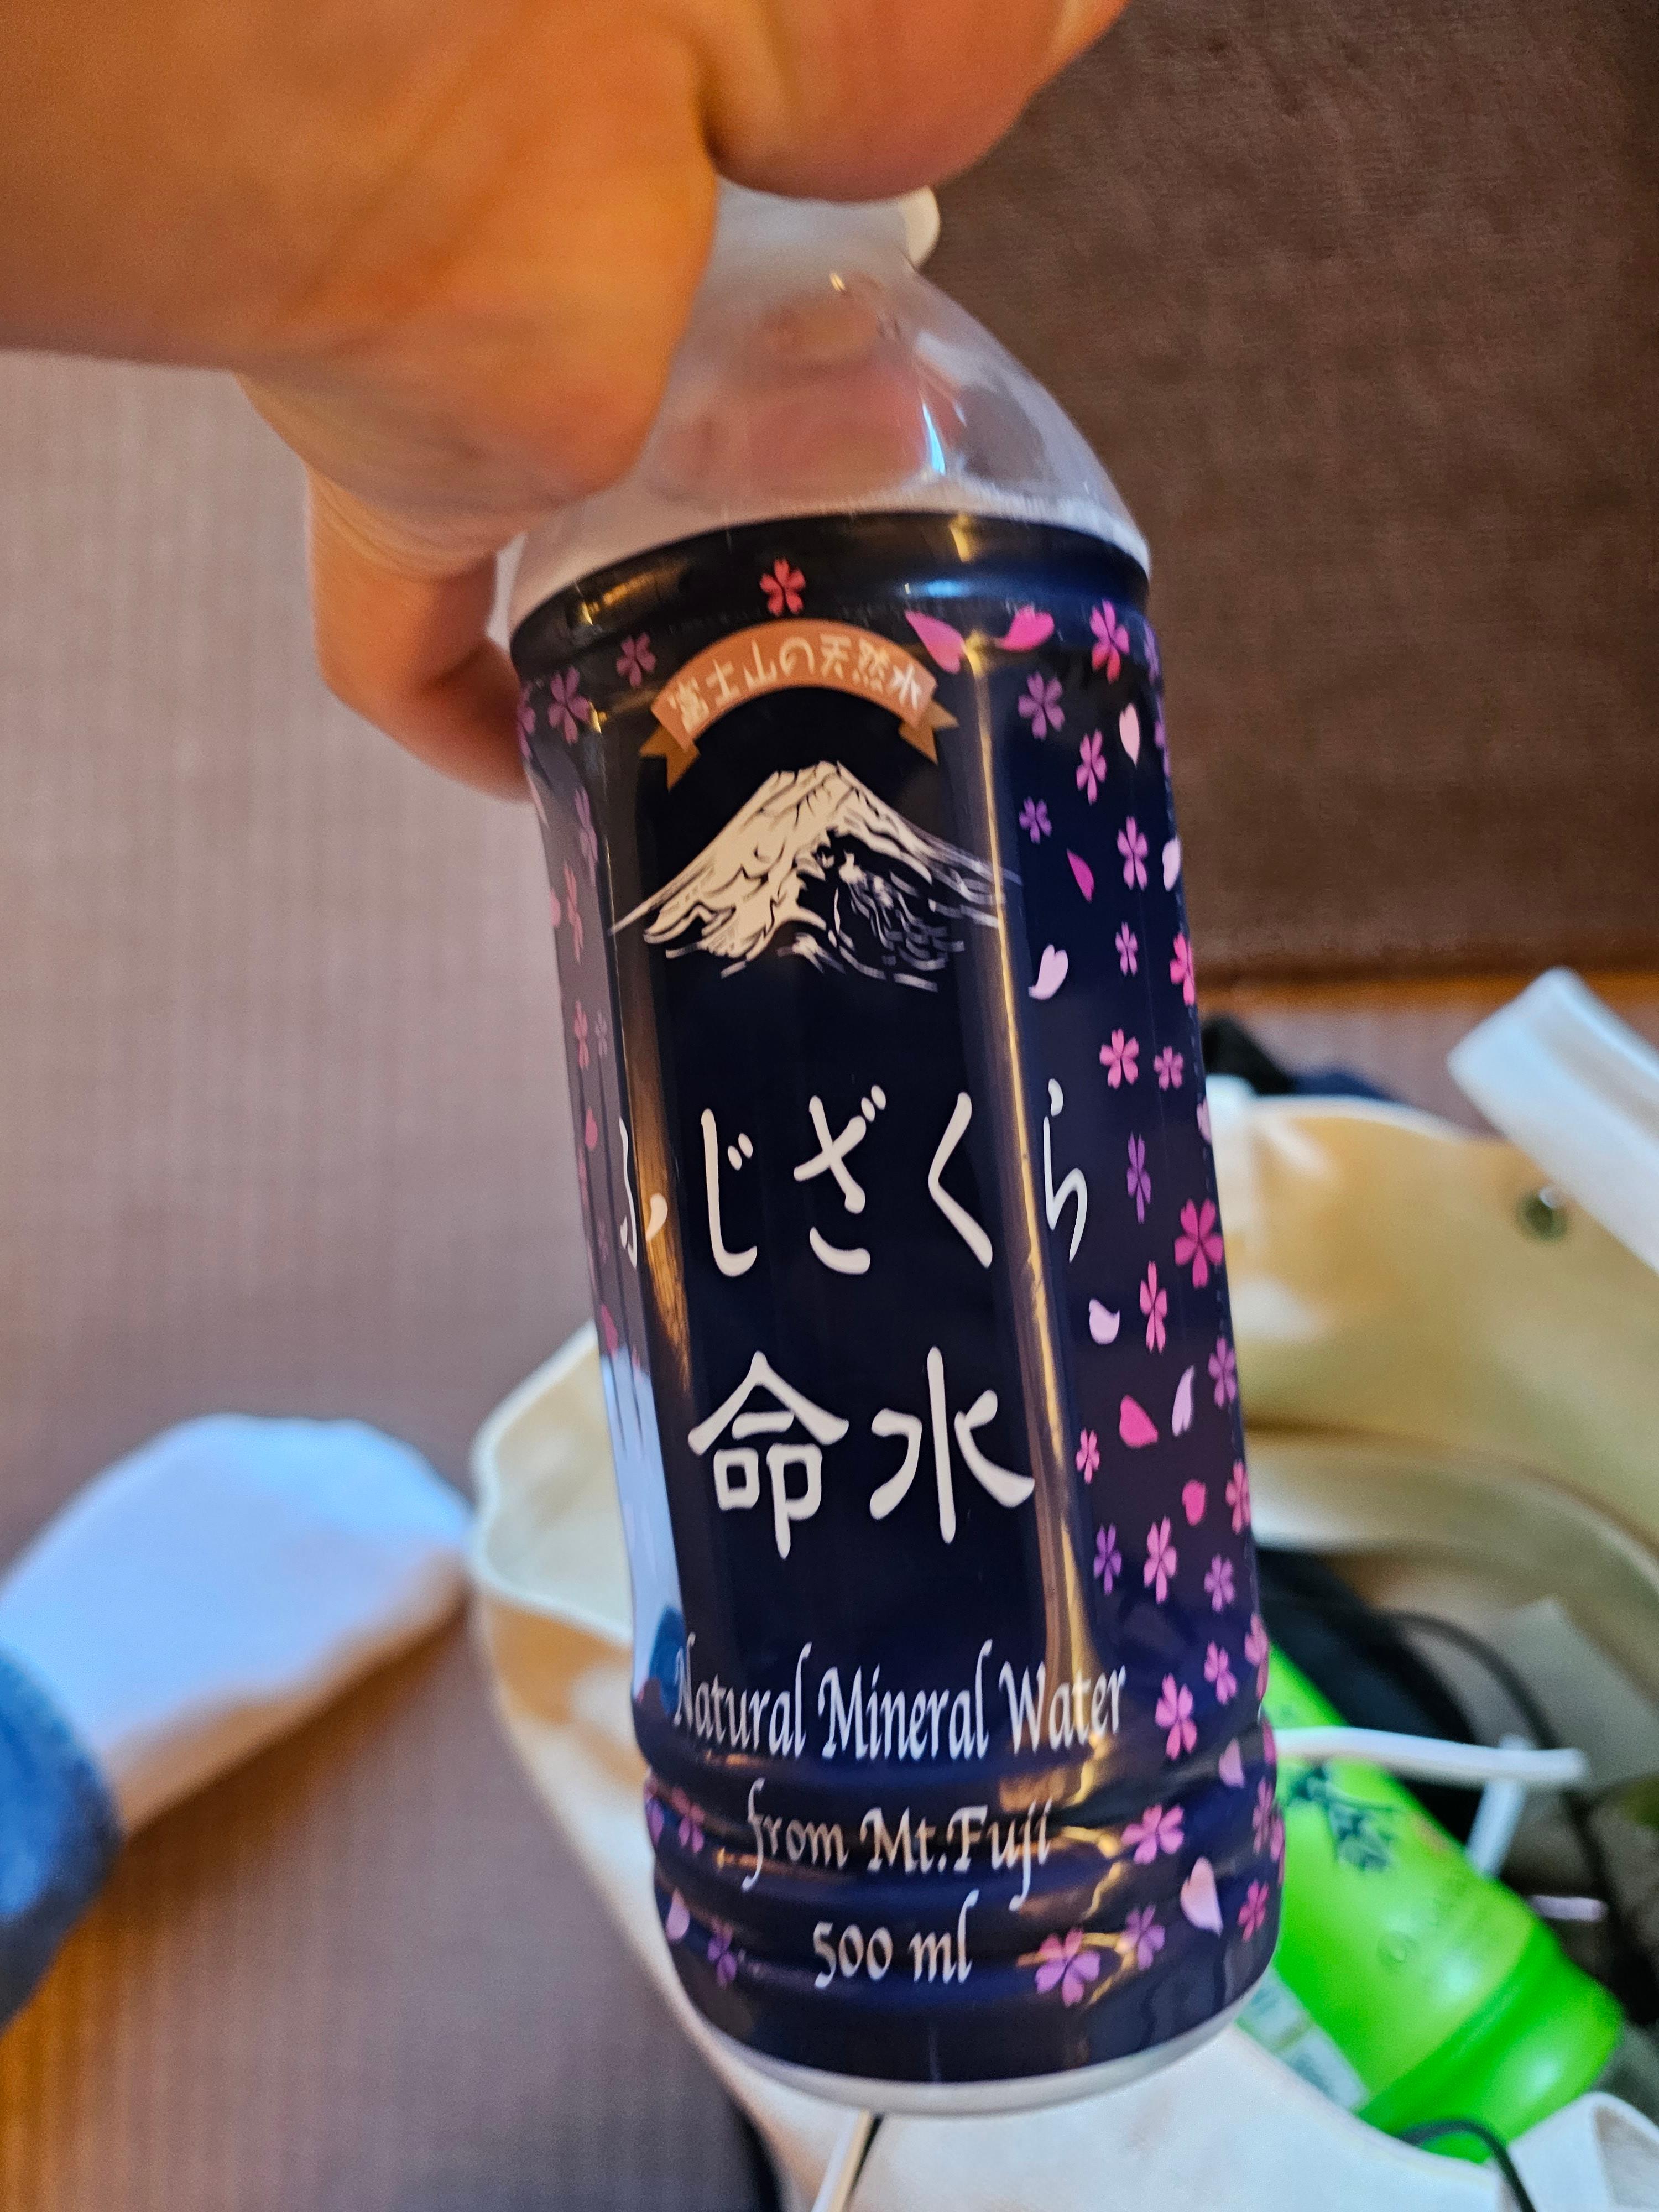 富士山の天然水
ふじざくら
命水
Natural Mineral Water
from Mt.Fuji
500 ml